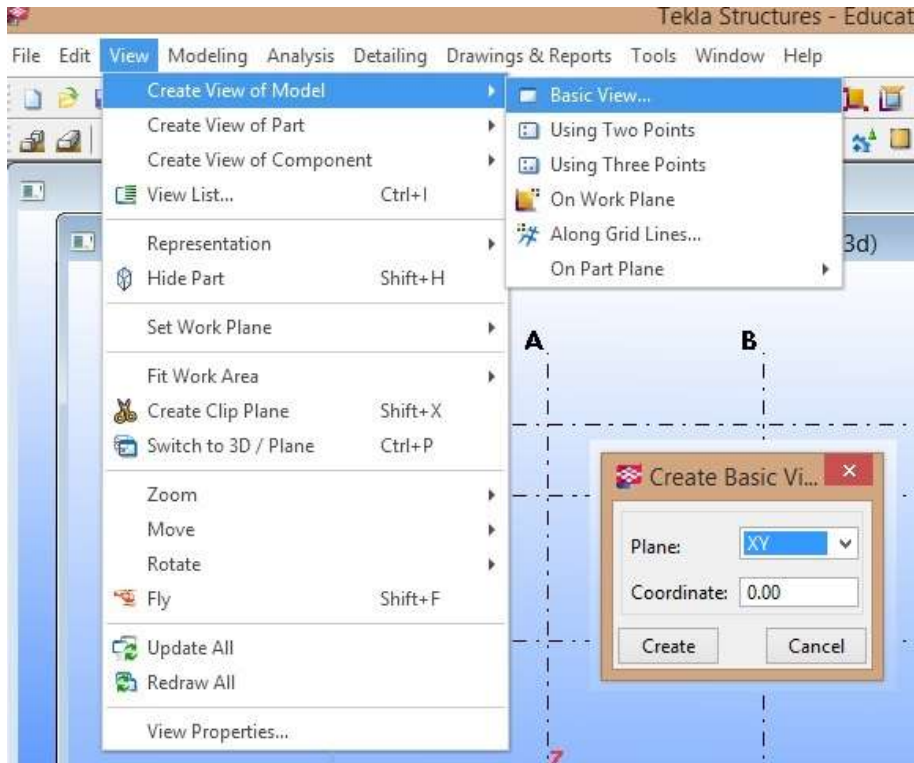 Tekla Structures - Educat
File Edit View Modeling Analysis Detailing Drawings & Reports Tools Window Help
Create View of Model
Create View of Part
Create View of Component
View List... Ctrl+I
Representation
Hide Part Shift+H
Set Work Plane
Fit Work Area
Create Clip Plane Shift+X
Switch to 3D / Plane Ctrl+P
Zoom
Move
Rotate
Fly Shift+F
Update All
Redraw All
View Properties...
Basic View...
Using Two Points
Using Three Points
On Work Plane
Along Grid Lines...
On Part Plane
3d)
A B
Create Basic Vi...
Plane: XY
Coordinate: 0.00
Create Cancel
Z